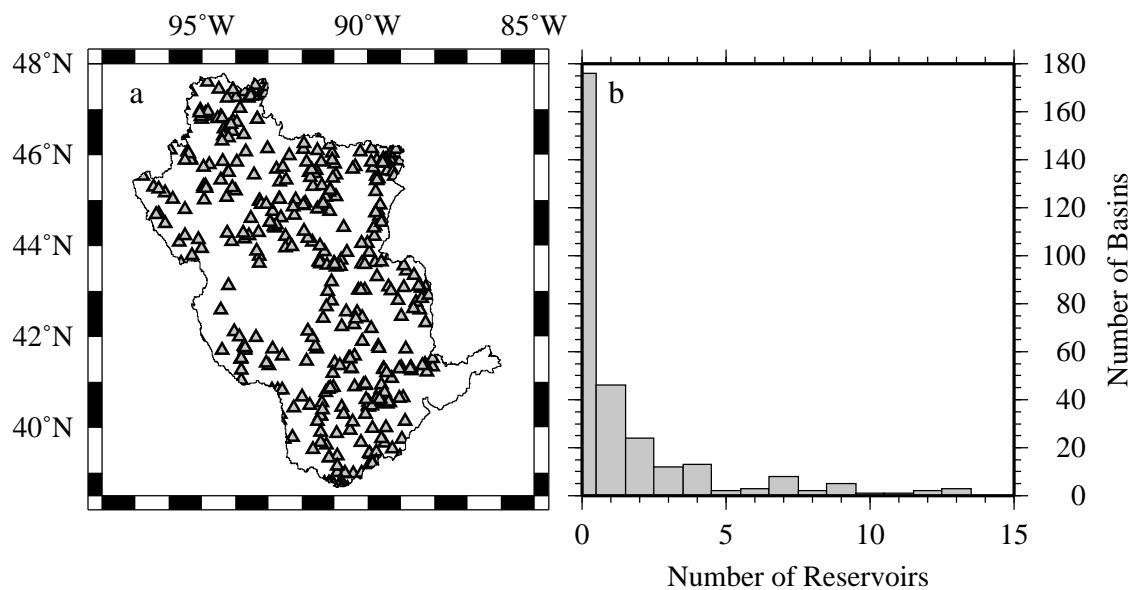 95˚W 90˚W 85˚W
48˚N
46˚N
44˚N
42˚N
40˚N
a
b
180
160
140
120
100
80
60
40
20
0
Number of Basins
0 5 10 15
Number of Reservoirs